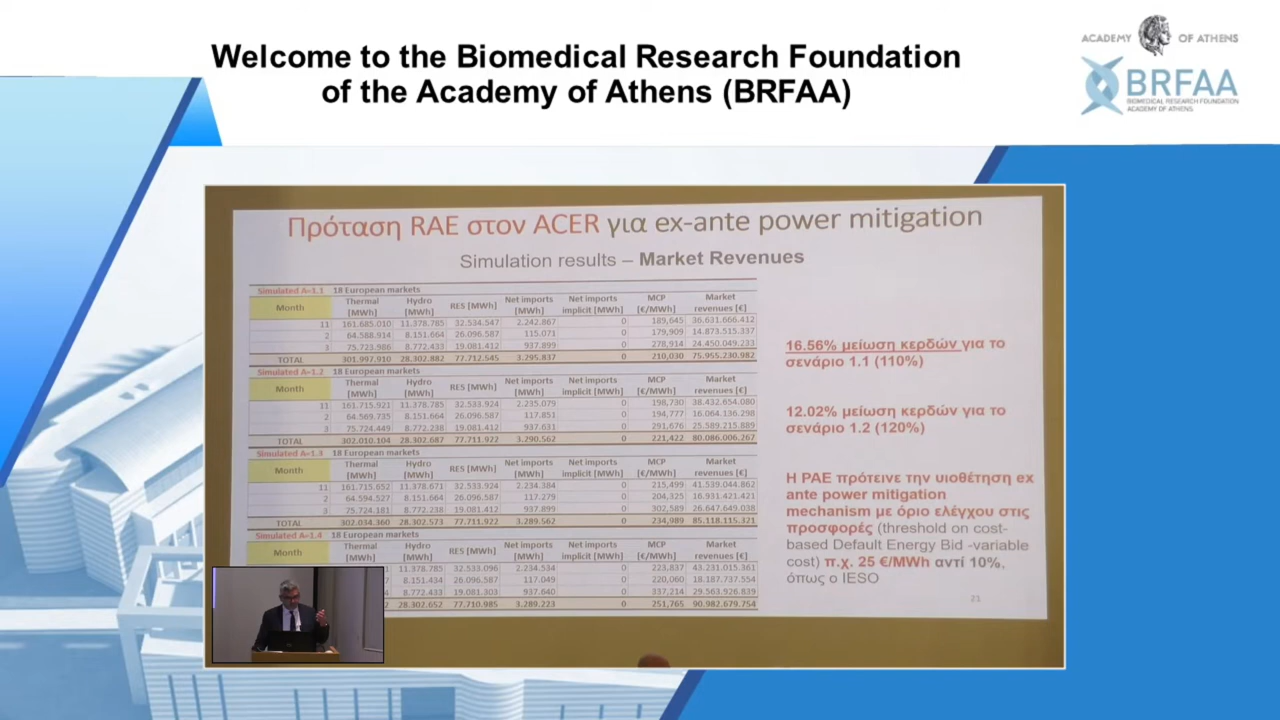 Welcome to the Biomedical Research Foundation
of the Academy of Athens (BRFAA)
ACADEMY OF ATHENS
BRFAA
BIOMEDICAL RESEARCH FOUNDATION
ACADEMY OF ATHENS
Πρόταση RAE στον ACER για ex-ante power mitigation
Simulation results – Market Revenues
Simulated A=1.1 18 European markets
Month Thermal [MWh] Hydro [MWh] RES [MWh] Net imports [MWh] Net imports implicit [MWh] MCP [€/MWh] Market revenues [€]
11 161.685.010 11.378.785 32.534.547 2.242.867 0 189,645 36.631.666.412
2 64.588.914 8.151.664 26.096.587 115.071 0 179,909 14.873.515.337
3 75.723.986 8.772.433 19.081.412 937.899 0 278,914 24.450.049.233
TOTAL 301.997.910 28.302.882 77.712.545 3.295.837 0 210,030 75.955.230.982
Simulated A=1.2 18 European markets
Month Thermal [MWh] Hydro [MWh] RES [MWh] Net imports [MWh] Net imports implicit [MWh] MCP [€/MWh] Market revenues [€]
11 161.715.921 11.378.785 32.533.924 2.235.079 0 198,730 38.432.654.080
2 64.569.735 8.151.664 26.096.587 117.851 0 194,777 16.064.136.298
3 75.724.449 8.772.238 19.081.412 937.631 0 291,676 25.589.215.889
TOTAL 302.010.104 28.302.687 77.711.922 3.290.562 0 221,422 80.086.006.267
Simulated A=1.3 18 European markets
Month Thermal [MWh] Hydro [MWh] RES [MWh] Net imports [MWh] Net imports implicit [MWh] MCP [€/MWh] Market revenues [€]
11 161.715.652 11.378.671 32.533.924 2.234.384 0 215,499 41.539.044.862
2 64.594.527 8.151.664 26.096.587 117.279 0 204,325 16.931.421.421
3 75.724.181 8.772.238 19.081.412 937.899 0 302,589 26.647.649.038
TOTAL 302.034.360 28.302.573 77.711.922 3.289.562 0 234,989 85.118.115.321
Simulated A=1.4 18 European markets
Month Thermal [MWh] Hydro [MWh] RES [MWh] Net imports [MWh] Net imports implicit [MWh] MCP [€/MWh] Market revenues [€]
11.378.785 32.533.096 2.234.534 0 223,837 43.231.015.361
8.151.434 26.096.587 117.049 0 220,060 18.187.737.554
8.772.433 19.081.303 937.640 0 337,214 29.563.926.839
28.302.652 77.710.985 3.289.223 0 251,765 90.982.679.754
16.56% μείωση κερδών για το
σενάριο 1.1 (110%)
12.02% μείωση κερδών για το
σενάριο 1.2 (120%)
Η ΡΑΕ πρότεινε την υιοθέτηση ex
ante power mitigation
mechanism με όριο ελέγχου στις
προσφορές (threshold on cost-
based Default Energy Bid -variable
cost) π.χ. 25 €/MWh αντί 10%,
όπως ο IESO
21